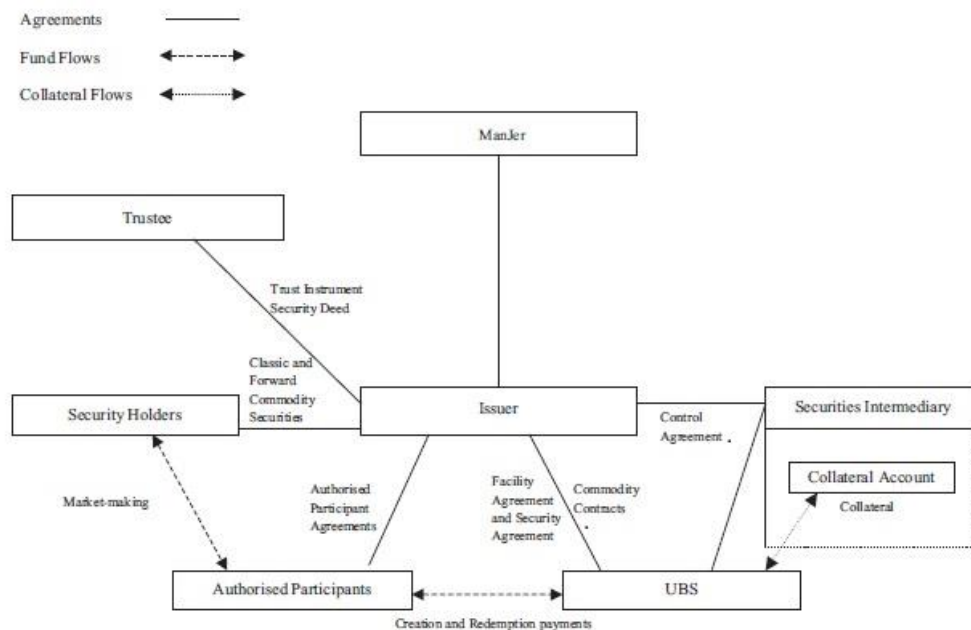 Agreements
Fund Flows
Collateral Flows
ManJer
Trustee
Trust Instrument
Security Deed
Classic and
Forward
Commodity
Securities
Security Holders
Issuer
Securities Intermediary
Control
Agreement
Collateral Account
Collateral
Market-making
Authorised
Participant
Agreements
Facility
Agreement
and Security
Agreement
Commodity
Contracts
Authorised Participants
UBS
Creation and Redemption payments